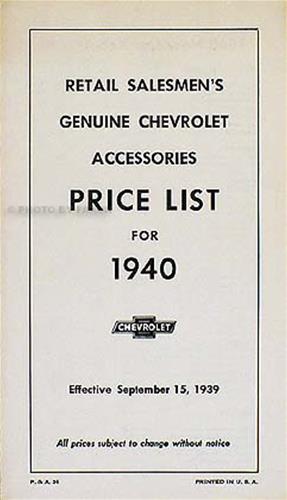 RETAIL SALESMEN'S
GENUINE CHEVROLET
ACCESSORIES
PRICE LIST
FOR
1940
CHEVROLET
Effective September 15, 1939
All prices subject to change without notice
P. & A. 26
PRINTED IN U. S. A.